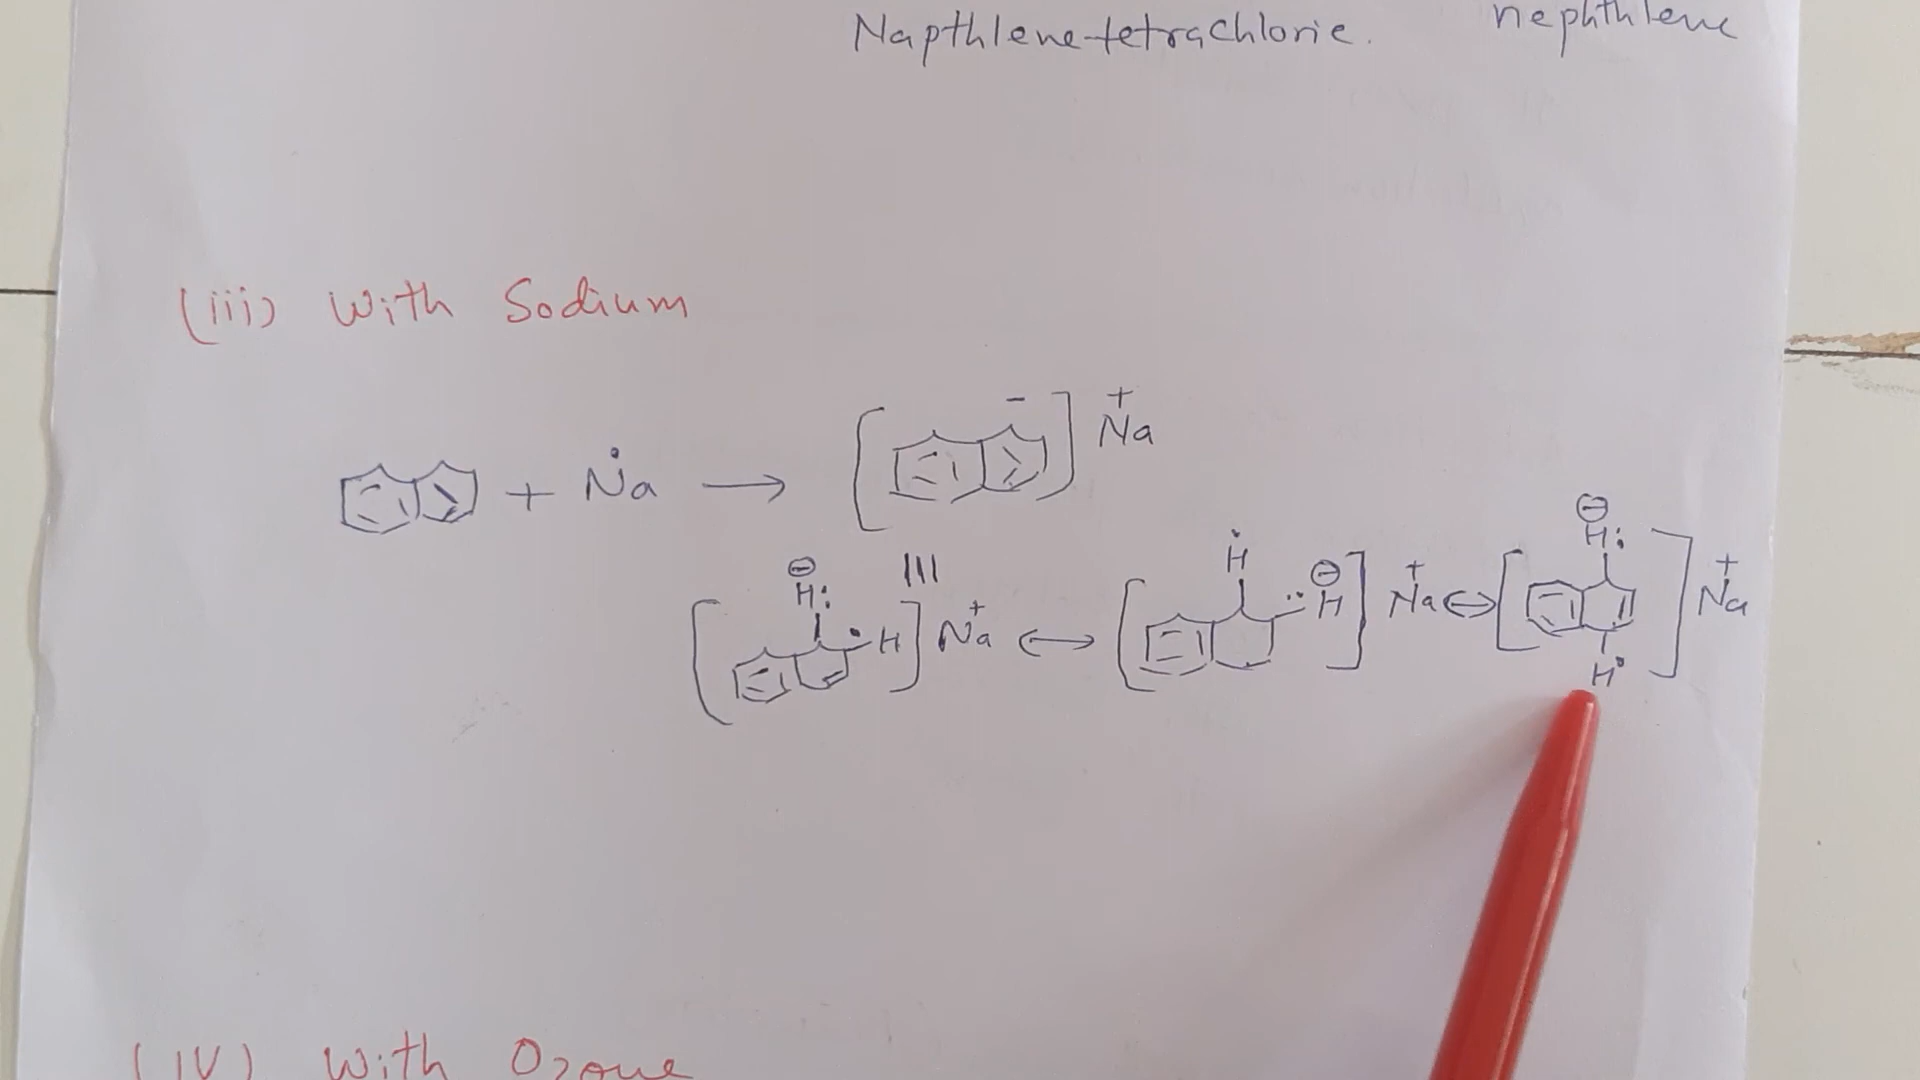 Napthlene tetrachlorie. nephthlene
(iii) With Sodium
+ Na → [ - ] + Na
[ ⊖ H: • H ] + Na ↔ [ H ⊖ :H ] + Na ↔ [ ⊖ H: H• ] + Na
(IV) With Ozone